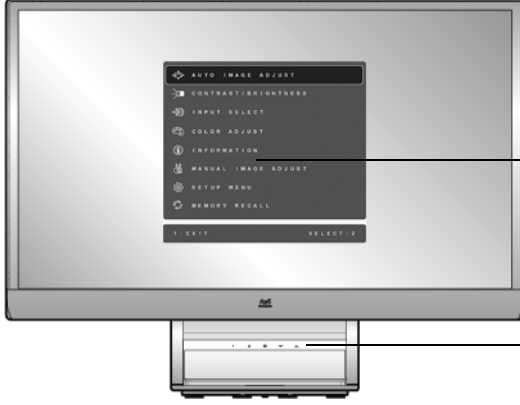 AUTO IMAGE ADJUST
CONTRAST/BRIGHTNESS
INPUT SELECT
COLOR ADJUST
INFORMATION
MANUAL IMAGE ADJUST
SETUP MENU
MEMORY RECALL
1:EXIT SELECT:2